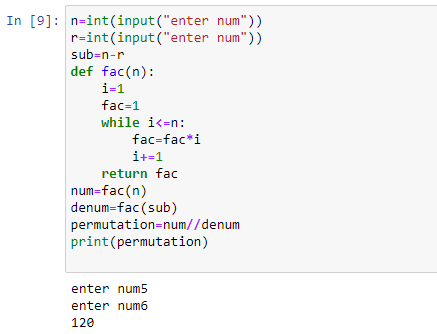 In [9]: n=int(input("enter num"))
r=int(input("enter num"))
sub=n-r
def fac(n):
    i=1
    fac=1
    while i<=n:
        fac=fac*i
        i+=1
    return fac
num=fac(n)
denum=fac(sub)
permutation=num//denum
print(permutation)
enter num5
enter num6
120